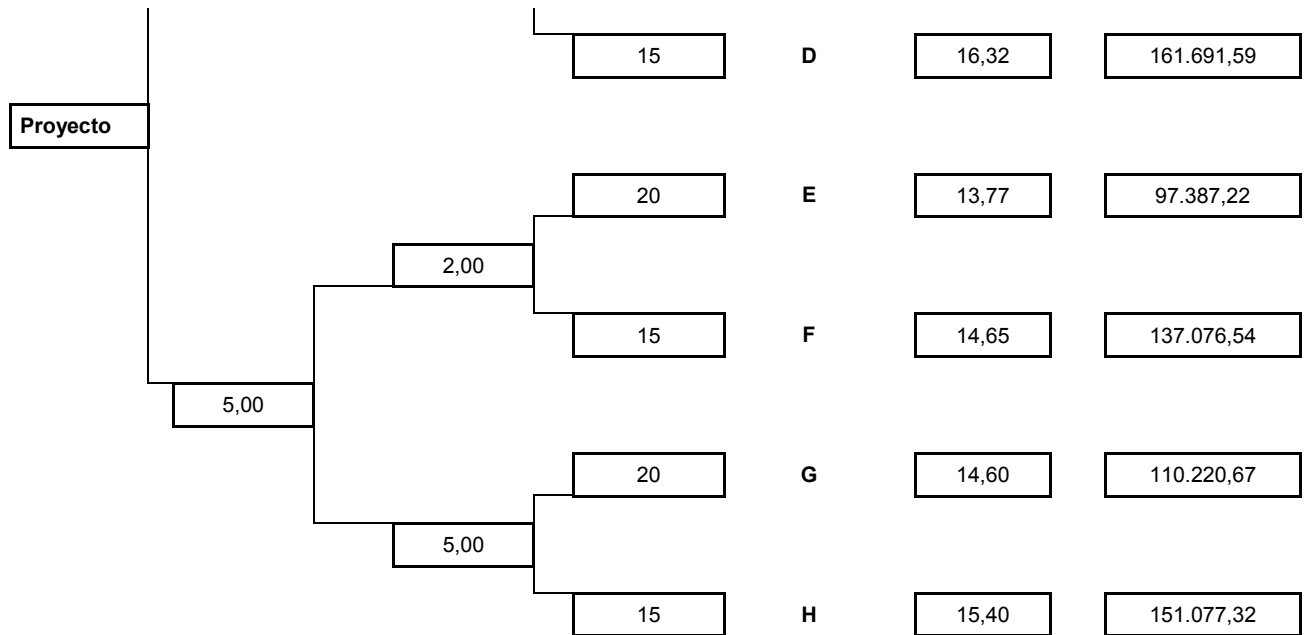 15 D 16,32 161.691,59
Proyecto
20 E 13,77 97.387,22
2,00
15 F 14,65 137.076,54
5,00
20 G 14,60 110.220,67
5,00
15 H 15,40 151.077,32